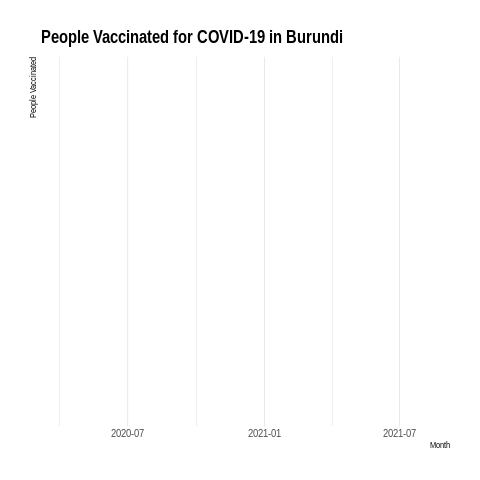 People Vaccinated for COVID-19 in Burundi
People Vaccinated
2020-07
2021-01
2021-07
Month